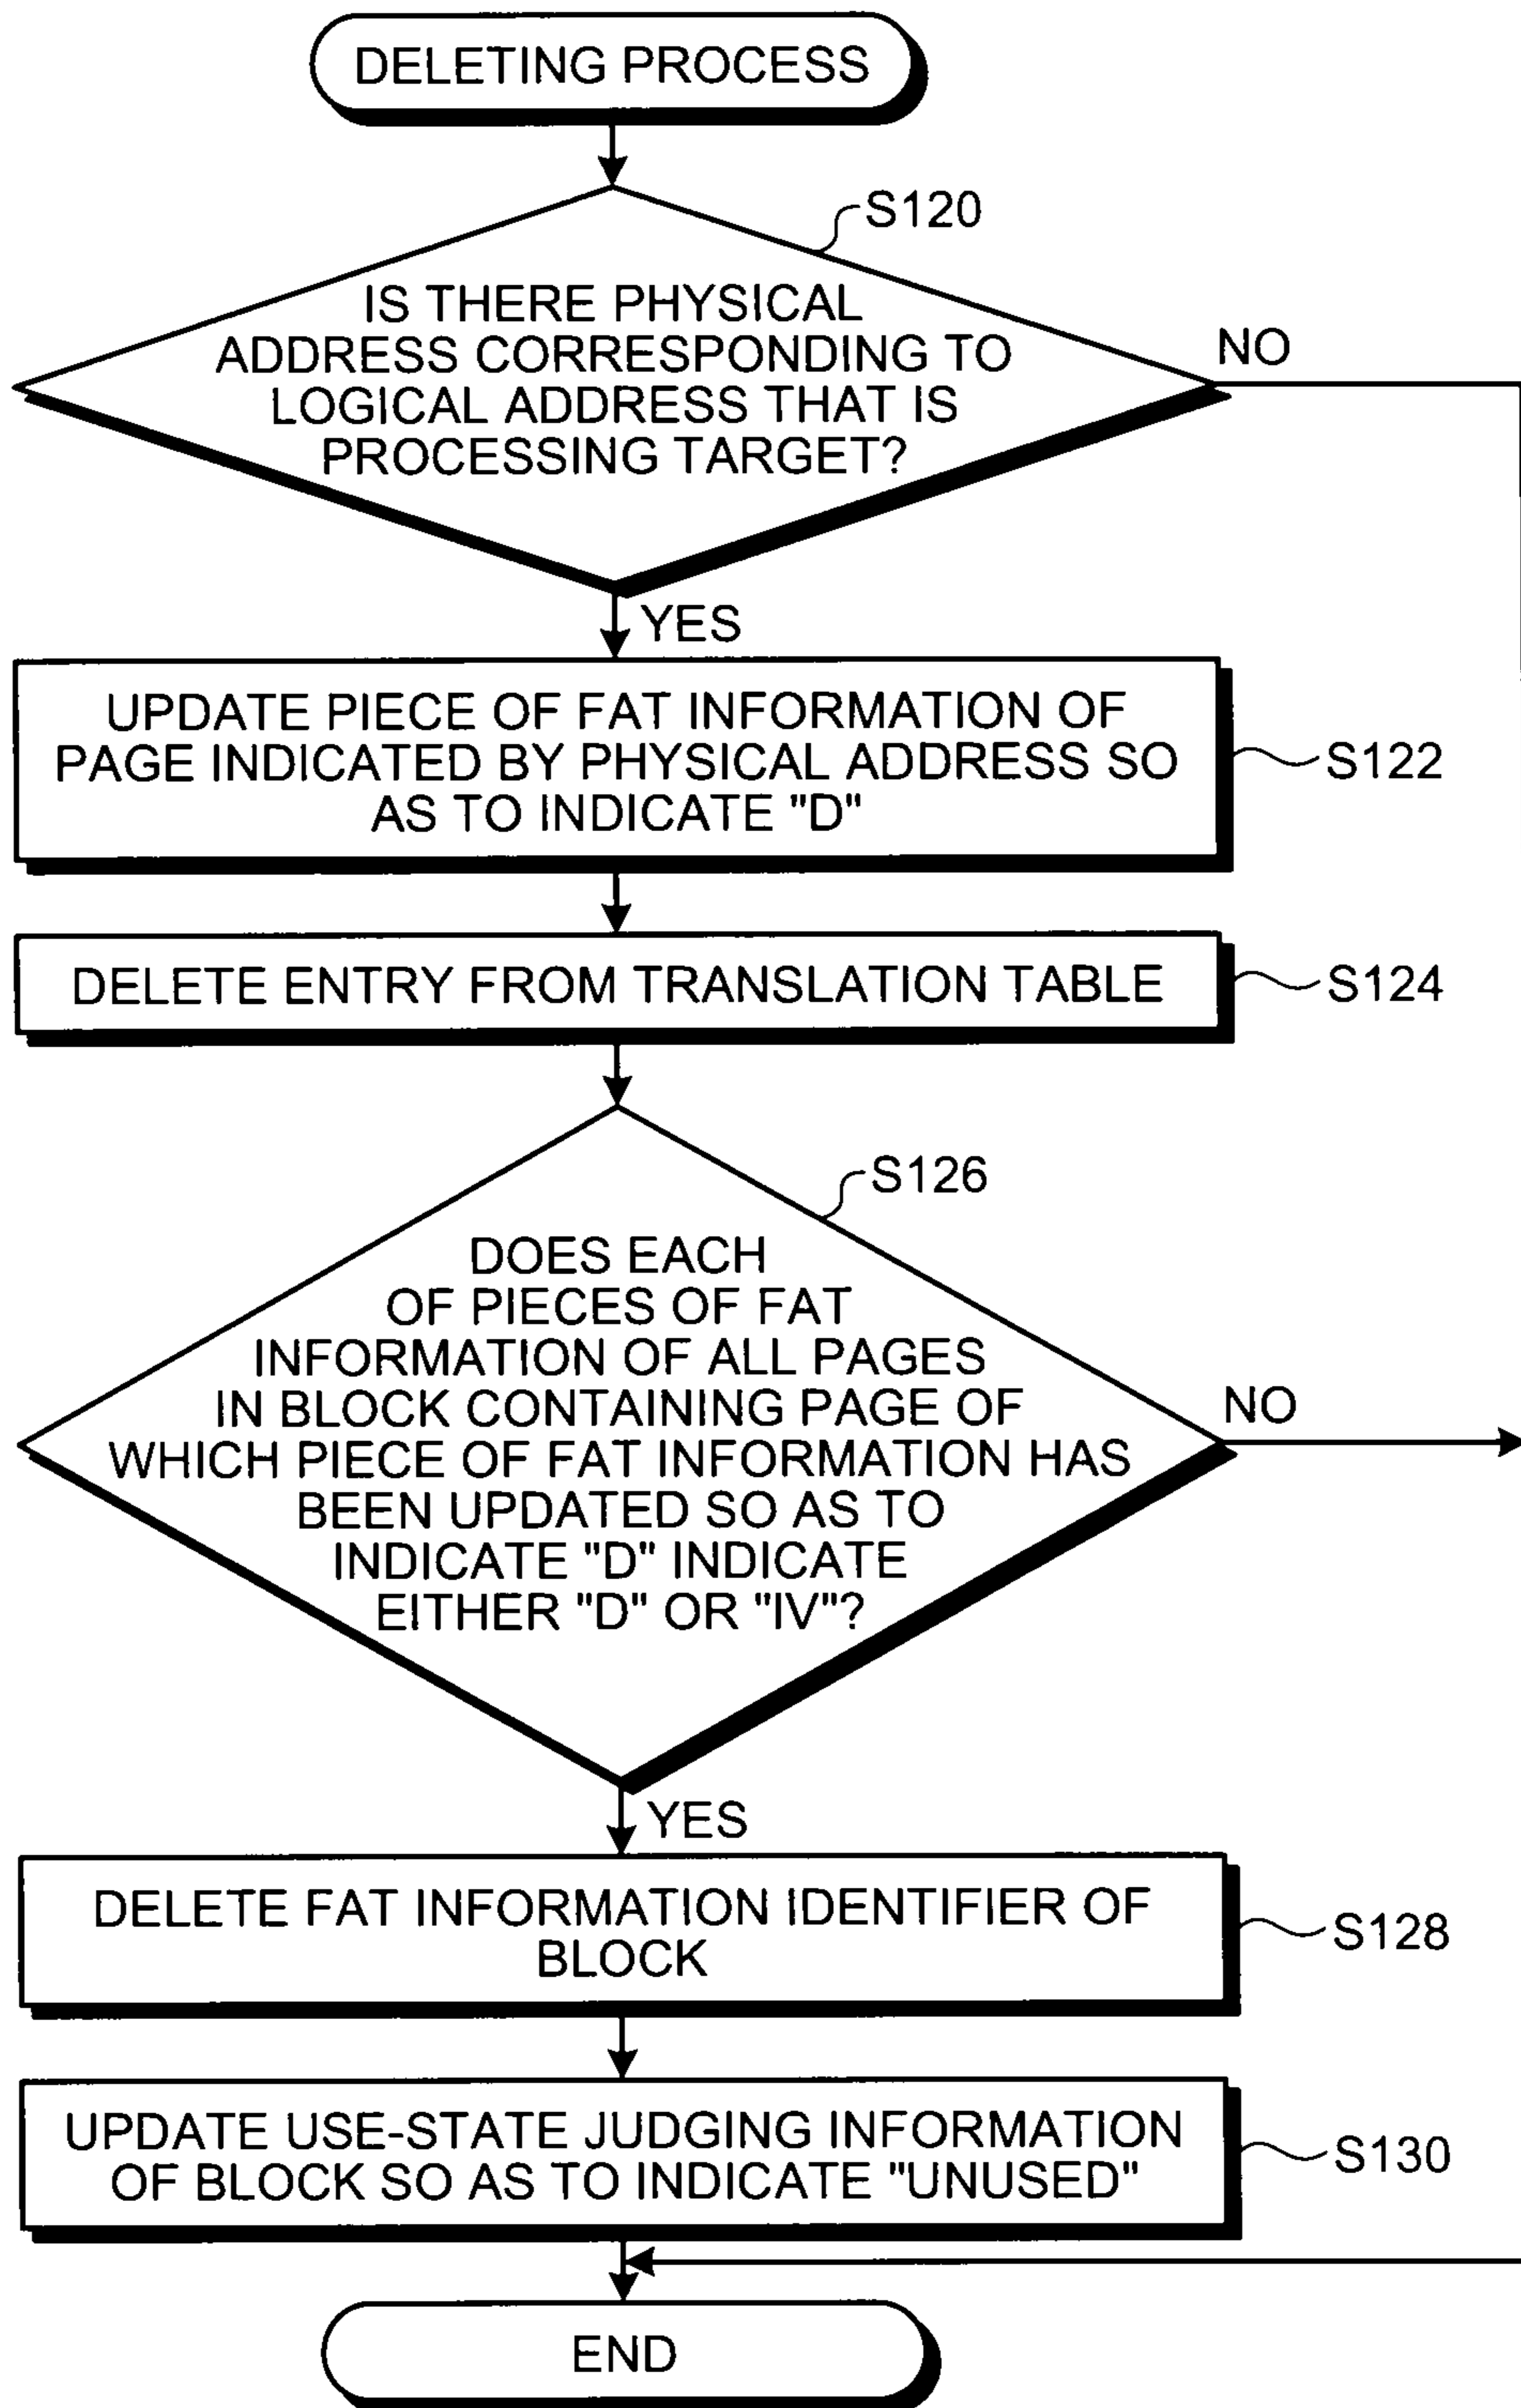 DELETING PROCESS
S120
IS THERE PHYSICAL
ADDRESS CORRESPONDING TO
LOGICAL ADDRESS THAT IS
PROCESSING TARGET?
NO
YES
UPDATE PIECE OF FAT INFORMATION OF
PAGE INDICATED BY PHYSICAL ADDRESS SO
AS TO INDICATE "D"
S122
DELETE ENTRY FROM TRANSLATION TABLE
S124
S126
DOES EACH
OF PIECES OF FAT
INFORMATION OF ALL PAGES
IN BLOCK CONTAINING PAGE OF
WHICH PIECE OF FAT INFORMATION HAS
BEEN UPDATED SO AS TO
INDICATE "D" INDICATE
EITHER "D" OR "IV"?
NO
YES
DELETE FAT INFORMATION IDENTIFIER OF
BLOCK
S128
UPDATE USE-STATE JUDGING INFORMATION
OF BLOCK SO AS TO INDICATE "UNUSED"
S130
END